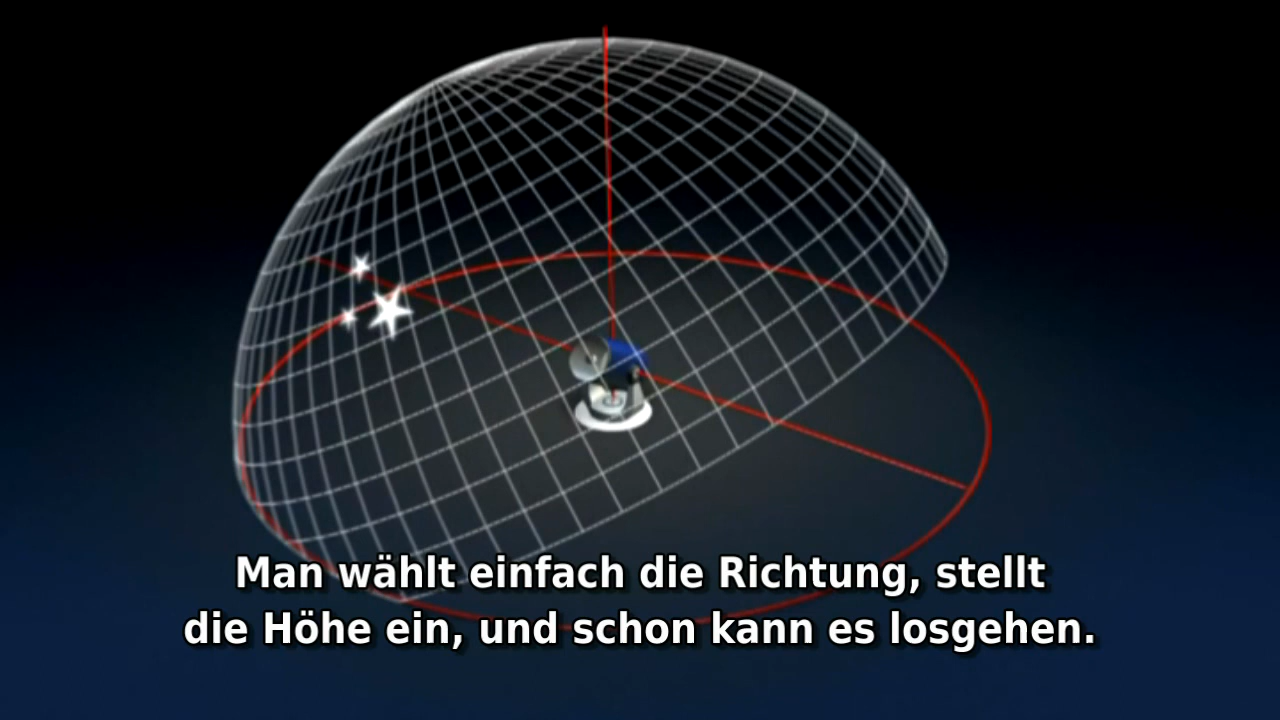 Man wählt einfach die Richtung, stellt
die Höhe ein, und schon kann es losgehen.